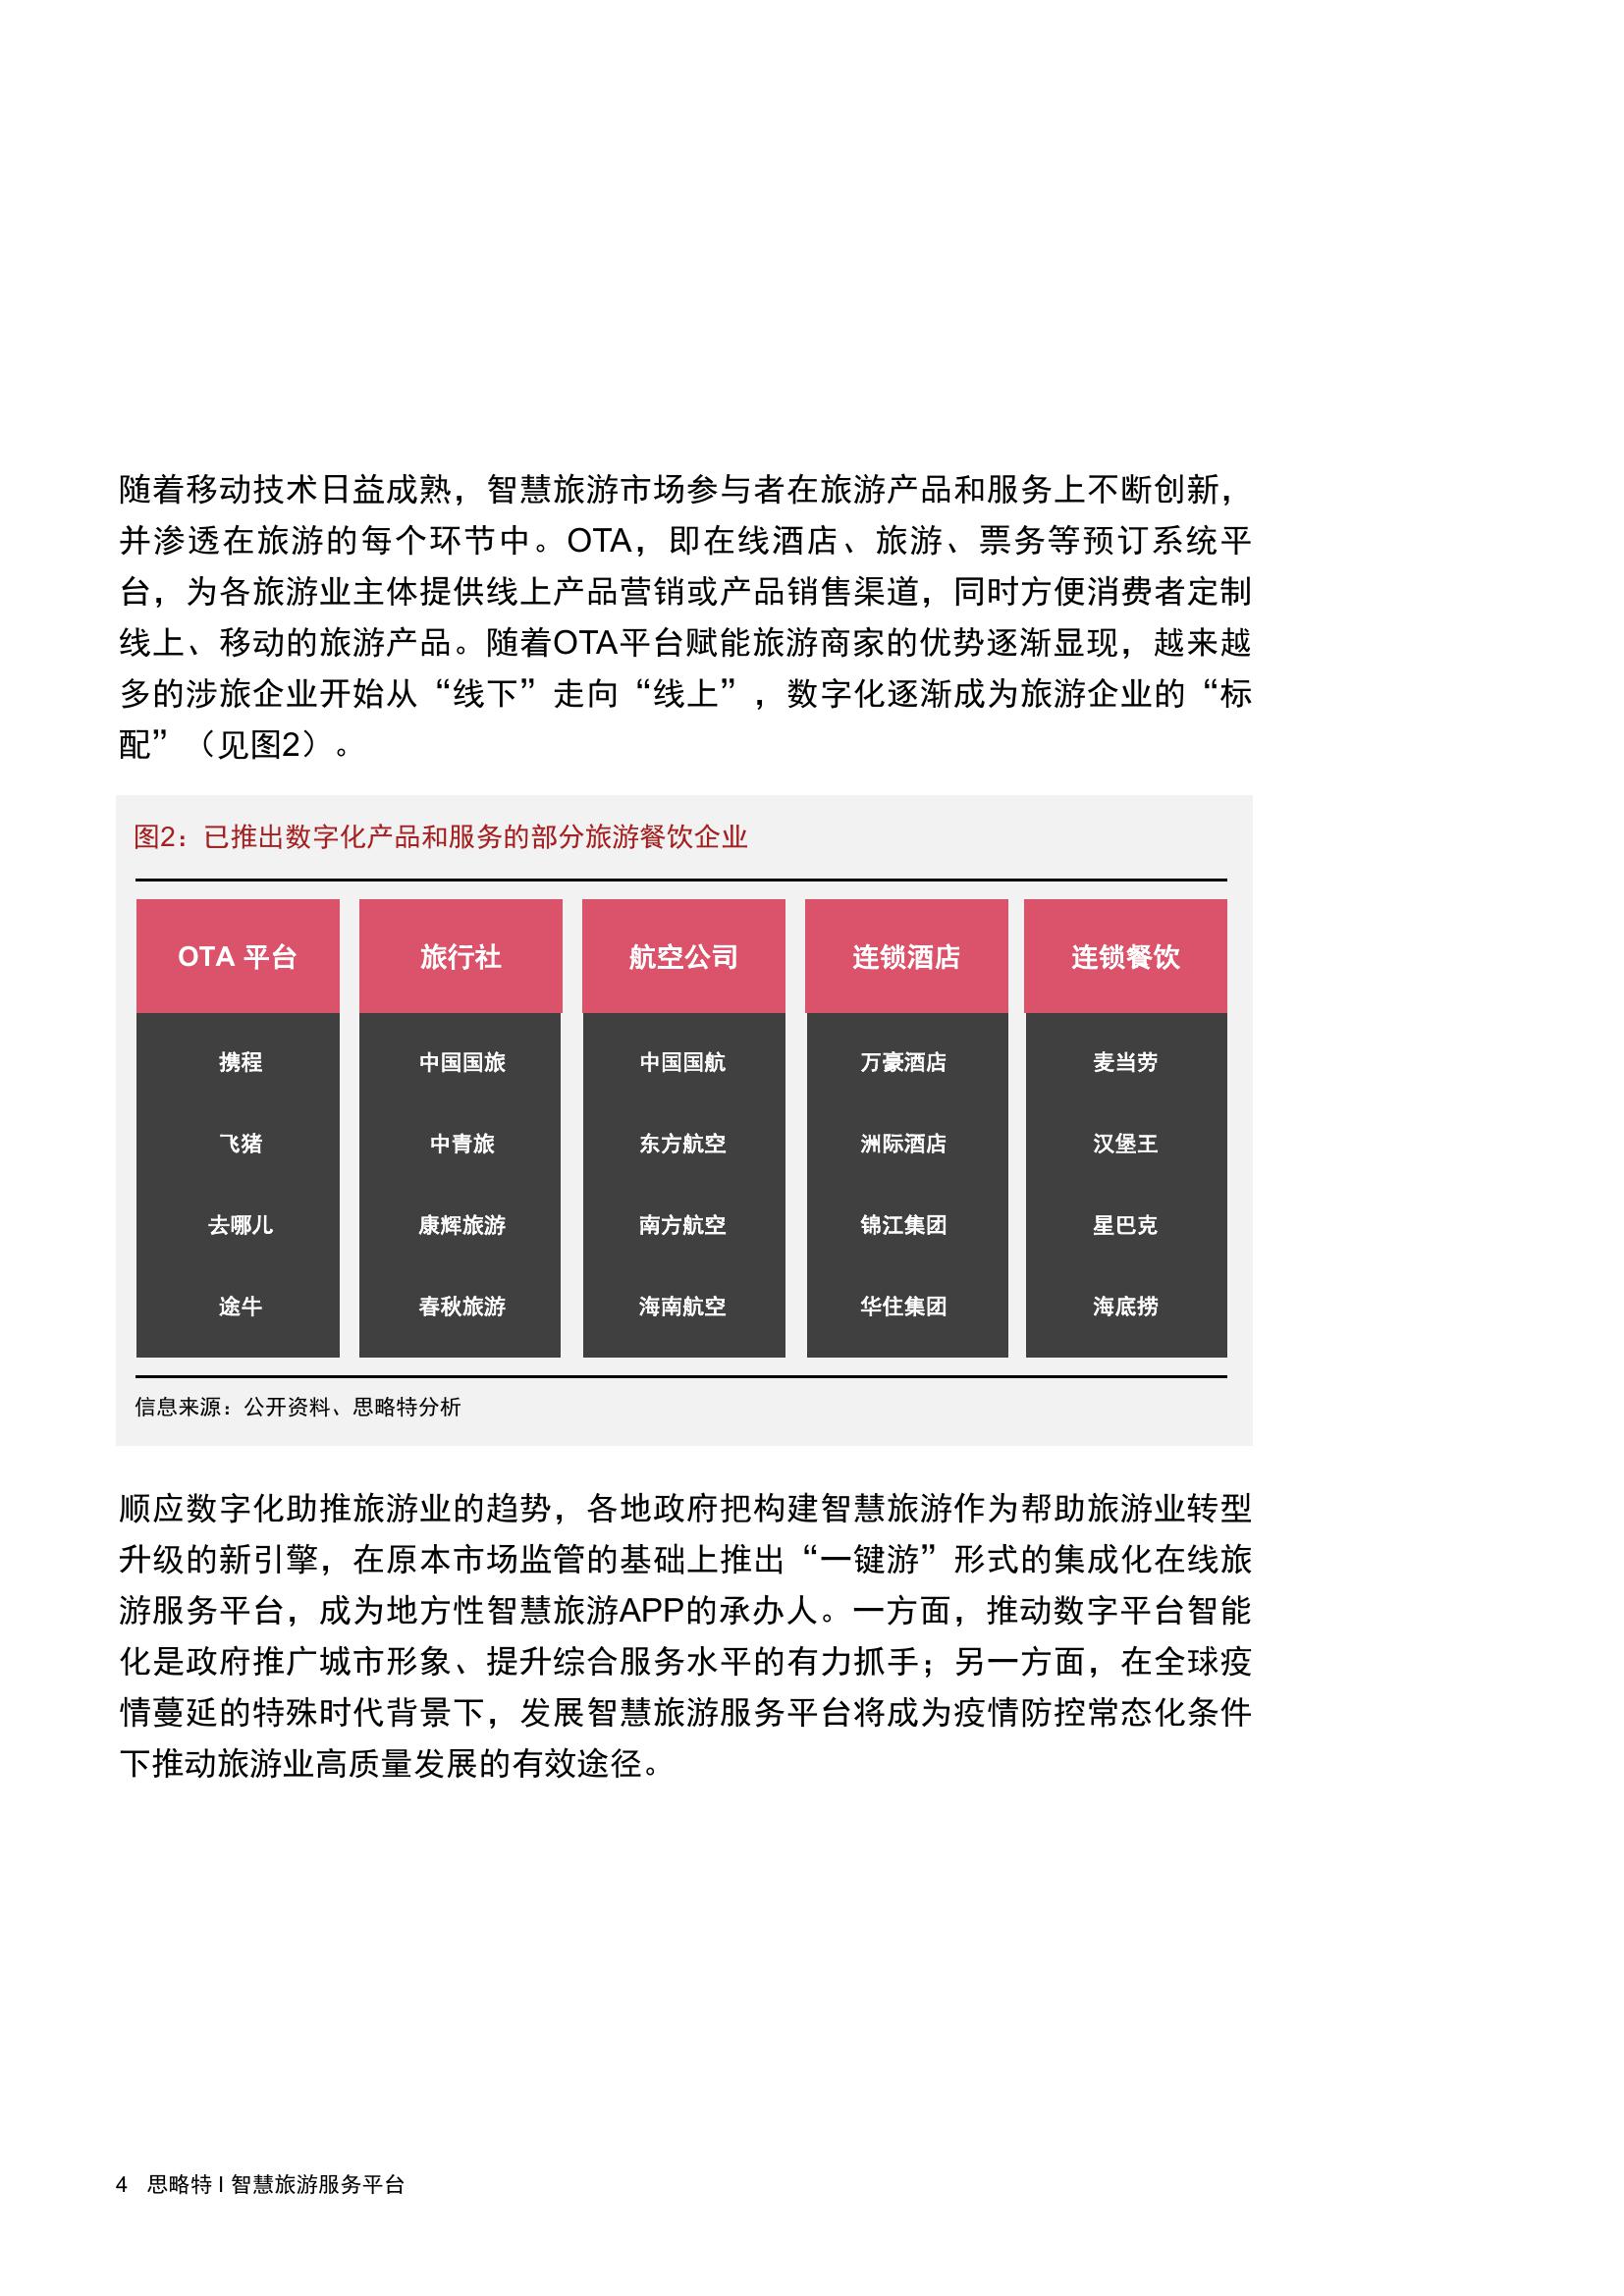 随着移动技术日益成熟，智慧旅游市场参与者在旅游产品和服务上不断创新，
并渗透在旅游的每个环节中。OTA，即在线酒店、旅游、票务等预订系统平
台，为各旅游业主体提供线上产品营销或产品销售渠道，同时方便消费者定制
线上、移动的旅游产品。随着OTA平台赋能旅游商家的优势逐渐显现，越来越
多的涉旅企业开始从“线下”走向“线上”，数字化逐渐成为旅游企业的“标
配”（见图2）。
图2：已推出数字化产品和服务的部分旅游餐饮企业
OTA 平台 旅行社 航空公司 连锁酒店 连锁餐饮
携程 中国国旅 中国国航 万豪酒店 麦当劳
飞猪 中青旅 东方航空 洲际酒店 汉堡王
去哪儿 康辉旅游 南方航空 锦江集团 星巴克
途牛 春秋旅游 海南航空 华住集团 海底捞
信息来源：公开资料、思略特分析
顺应数字化助推旅游业的趋势，各地政府把构建智慧旅游作为帮助旅游业转型
升级的新引擎，在原本市场监管的基础上推出“一键游”形式的集成化在线旅
游服务平台，成为地方性智慧旅游APP的承办人。一方面，推动数字平台智能
化是政府推广城市形象、提升综合服务水平的有力抓手；另一方面，在全球疫
情蔓延的特殊时代背景下，发展智慧旅游服务平台将成为疫情防控常态化条件
下推动旅游业高质量发展的有效途径。
4 思略特 I 智慧旅游服务平台